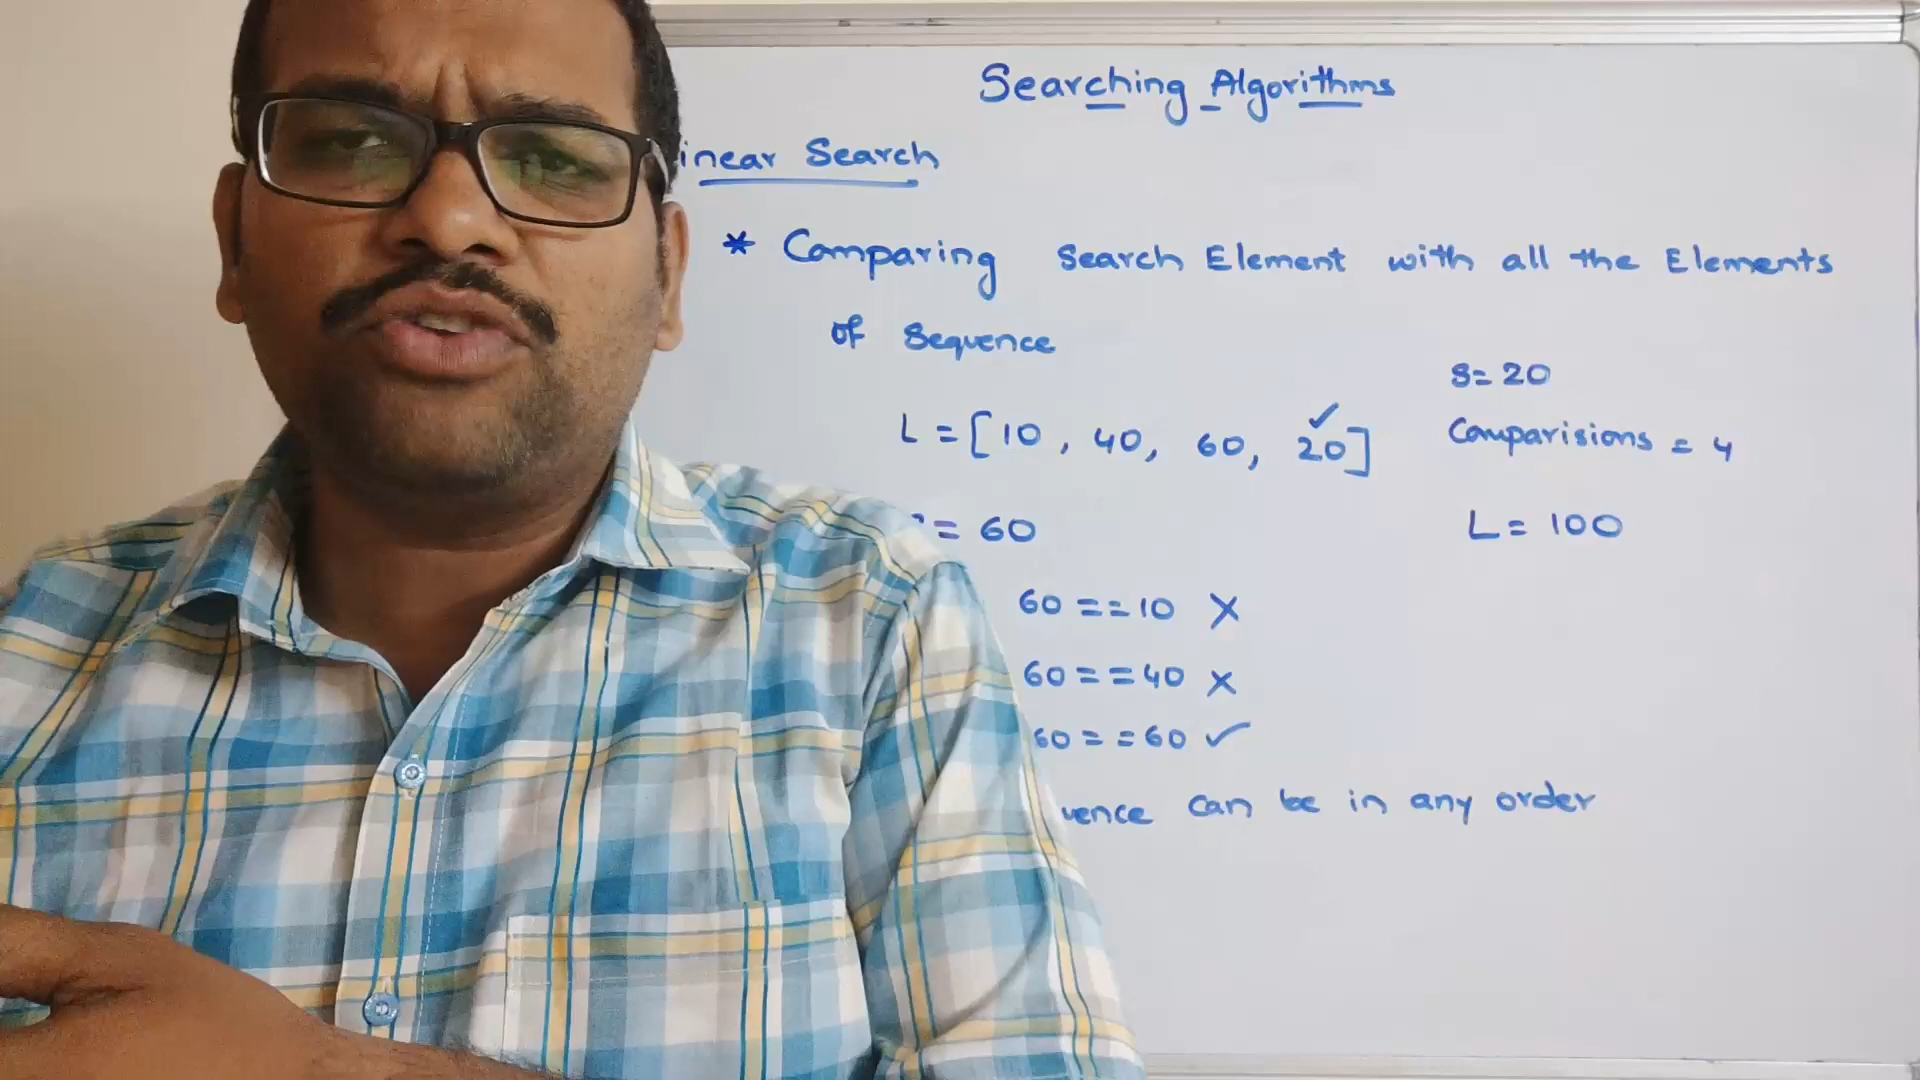 Searching Algorithms
inear Search
* Comparing Search Element with all the Elements
of Sequence
S= 20
L = [10, 40, 60, 20] ✓
Comparisions = 4
= 60
L= 100
60 == 10 X
60 == 40 X
60 == 60 ✓
uence can be in any order